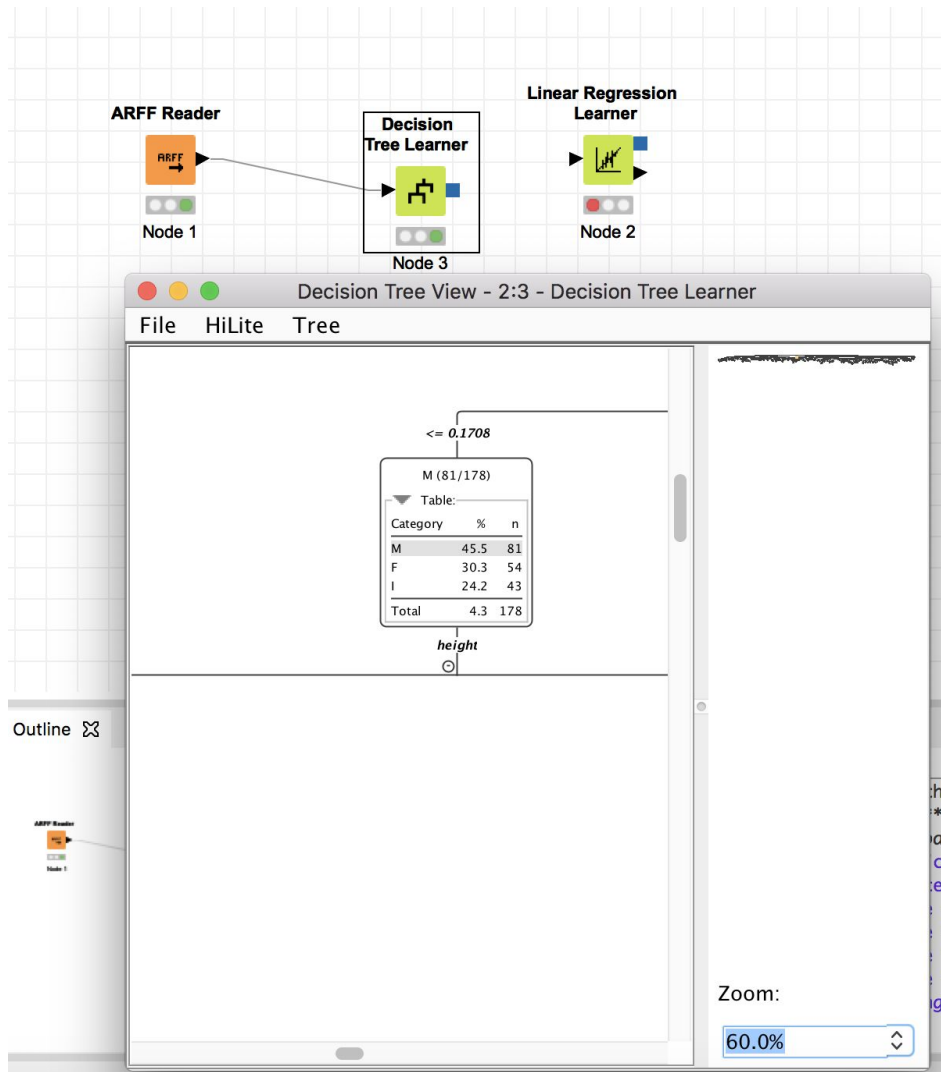 Linear Regression
Learner
ARFF Reader
Decision
Tree Learner
ARFF
Node 1
Node 2
Node 3
Decision Tree View - 2:3 - Decision Tree Learner
File HiLite Tree
<= 0.1708
M (81/178)
Table:
Category % n
M 45.5 81
F 30.3 54
I 24.2 43
Total 4.3 178
height
Outline
ARFF Reader
Node 1
Zoom:
60.0%